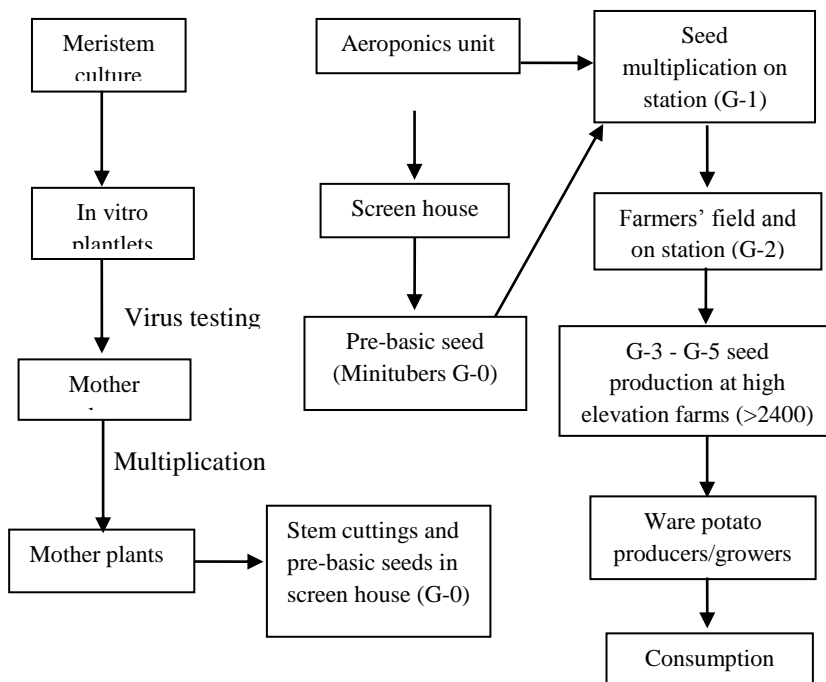 Meristem
culture
In vitro
plantlets
Virus testing
Mother
Multiplication
Mother plants
Stem cuttings and
pre-basic seeds in
screen house (G-0)
Aeroponics unit
Screen house
Pre-basic seed
(Minitubers G-0)
Seed
multiplication on
station (G-1)
Farmers’ field and
on station (G-2)
G-3 - G-5 seed
production at high
elevation farms (>2400)
Ware potato
producers/growers
Consumption